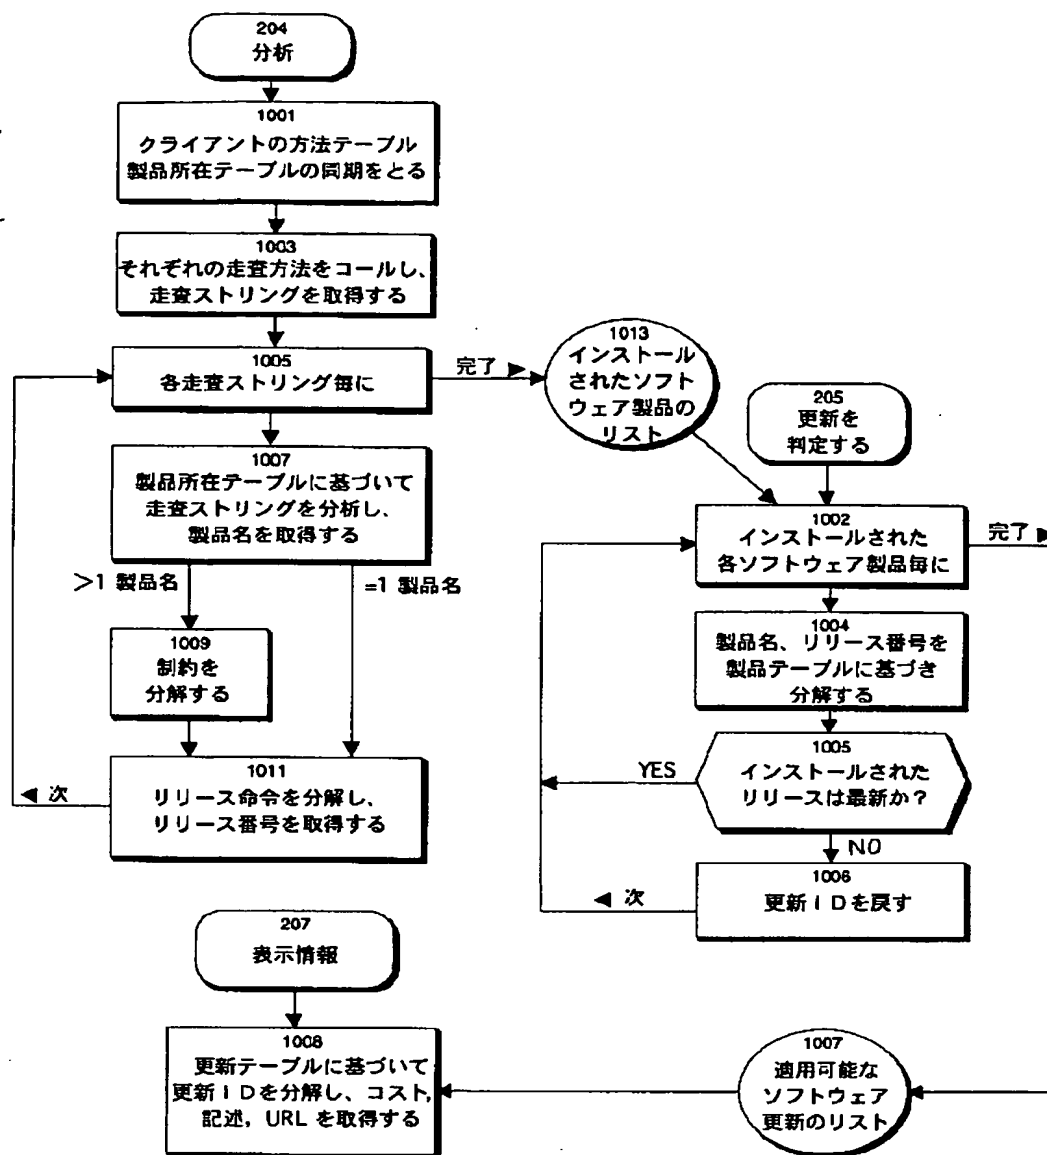 204
分析
1001
クライアントの方法テーブル
製品所在テーブルの同期をとる
1003
それぞれの走査方法をコールし、
走査ストリングを取得する
1005
各走査ストリング毎に
完了
1013
インストール
されたソフト
ウェア製品の
リスト
205
更新を
判定する
1007
製品所在テーブルに基づいて
走査ストリングを分析し、
製品名を取得する
>1 製品名
=1 製品名
1002
インストールされた
各ソフトウェア製品毎に
完了
1009
制約を
分解する
1004
製品名、リリース番号を
製品テーブルに基づき
分解する
1011
リリース命令を分解し、
リリース番号を取得する
次
1005
インストールされた
リリースは最新か?
YES
NO
1006
更新IDを戻す
次
207
表示情報
1008
更新テーブルに基づいて
更新IDを分解し、コスト,
記述, URL を取得する
1007
適用可能な
ソフトウェア
更新のリスト